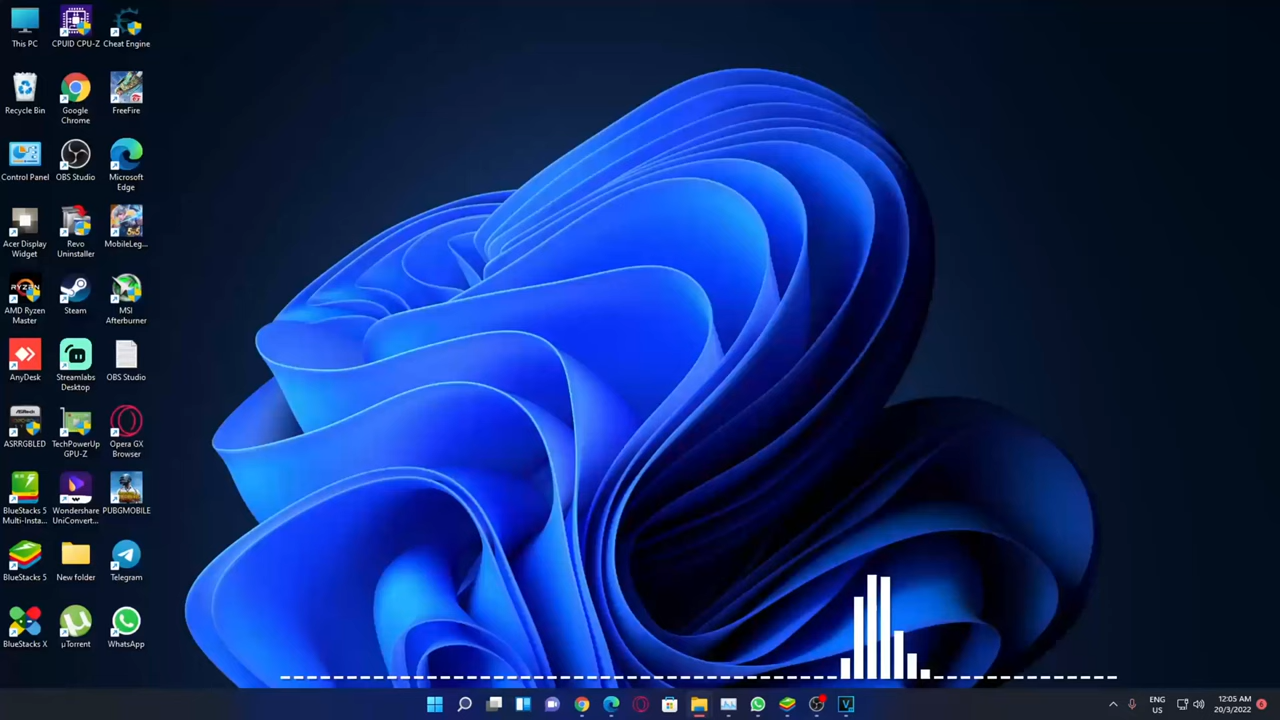 This PC
CPUID CPU-Z
Cheat Engine
Recycle Bin
Google
Chrome
FreeFire
Control Panel
OBS Studio
Microsoft
Edge
Acer Display
Widget
Revo
Uninstaller
MobileLeg...
RYZEN
AMD Ryzen
Master
Steam
MSI
Afterburner
AnyDesk
Streamlabs
Desktop
OBS Studio
ASRRGBLED
TechPowerUp
GPU-Z
Opera GX
Browser
BlueStacks 5
Multi-Insta...
Wondershare
UniConvert...
PUBGMOBILE
BlueStacks 5
New folder
Telegram
BlueStacks X
µTorrent
WhatsApp
V
ENG
US
12:05 AM
20/3/2022
6